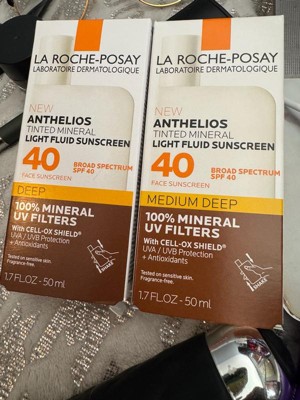 LA ROCHE-POSAY
LABORATOIRE DERMATOLOGIQUE
NEW
ANTHELIOS
TINTED MINERAL
LIGHT FLUID SUNSCREEN
40
BROAD SPECTRUM
SPF 40
FACE SUNSCREEN
DEEP
100% MINERAL
UV FILTERS
With CELL-OX SHIELD®
UVA / UVB Protection
+ Antioxidants
SHAKE
Tested on sensitive skin.
Fragrance-free.
1.7 FL.OZ - 50 mL
LA ROCHE-POSAY
LABORATOIRE DERMATOLOGIQUE
NEW
ANTHELIOS
TINTED MINERAL
LIGHT FLUID SUNSCREEN
40
BROAD SPECTRUM
SPF 40
FACE SUNSCREEN
MEDIUM DEEP
100% MINERAL
UV FILTERS
With CELL-OX SHIELD®
UVA / UVB Protection
+ Antioxidants
SHAKE
Tested on sensitive skin.
Fragrance-free.
1.7 FL.OZ - 50 mL